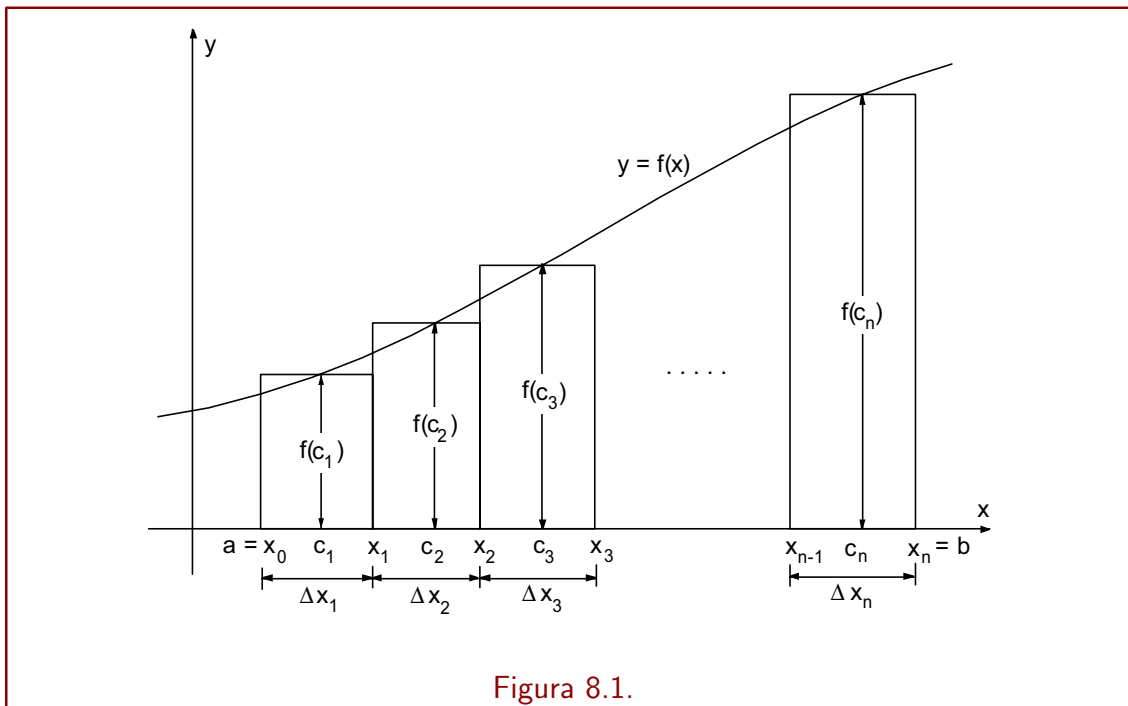 y
y = f(x)
f(c₁)
f(c₂)
f(c₃)
.....
f(cₙ)
x
a = x₀ c₁ x₁ c₂ x₂ c₃ x₃ xₙ₋₁ cₙ xₙ = b
Δx₁ Δx₂ Δx₃ Δxₙ
Figura 8.1.